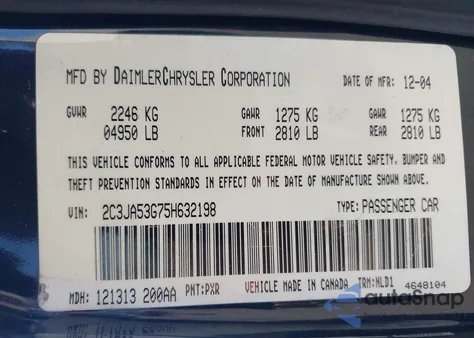 MFD BY DAIMLERCHRYSLER CORPORATION DATE OF MFR: 12-04
GVWR 2246 KG GAWR 1275 KG GAWR 1275 KG
04950 LB FRONT 2810 LB REAR 2810 LB
THIS VEHICLE CONFORMS TO ALL APPLICABLE FEDERAL MOTOR VEHICLE SAFETY, BUMPER AND
THEFT PREVENTION STANDARDS IN EFFECT ON THE DATE OF MANUFACTURE SHOWN ABOVE.
VIN: 2C3JA53G75H632198 TYPE: PASSENGER CAR
MDH: 121313 200AA PNT: PXR VEHICLE MADE IN CANADA TRM: NLD1
4648104
autoSnap